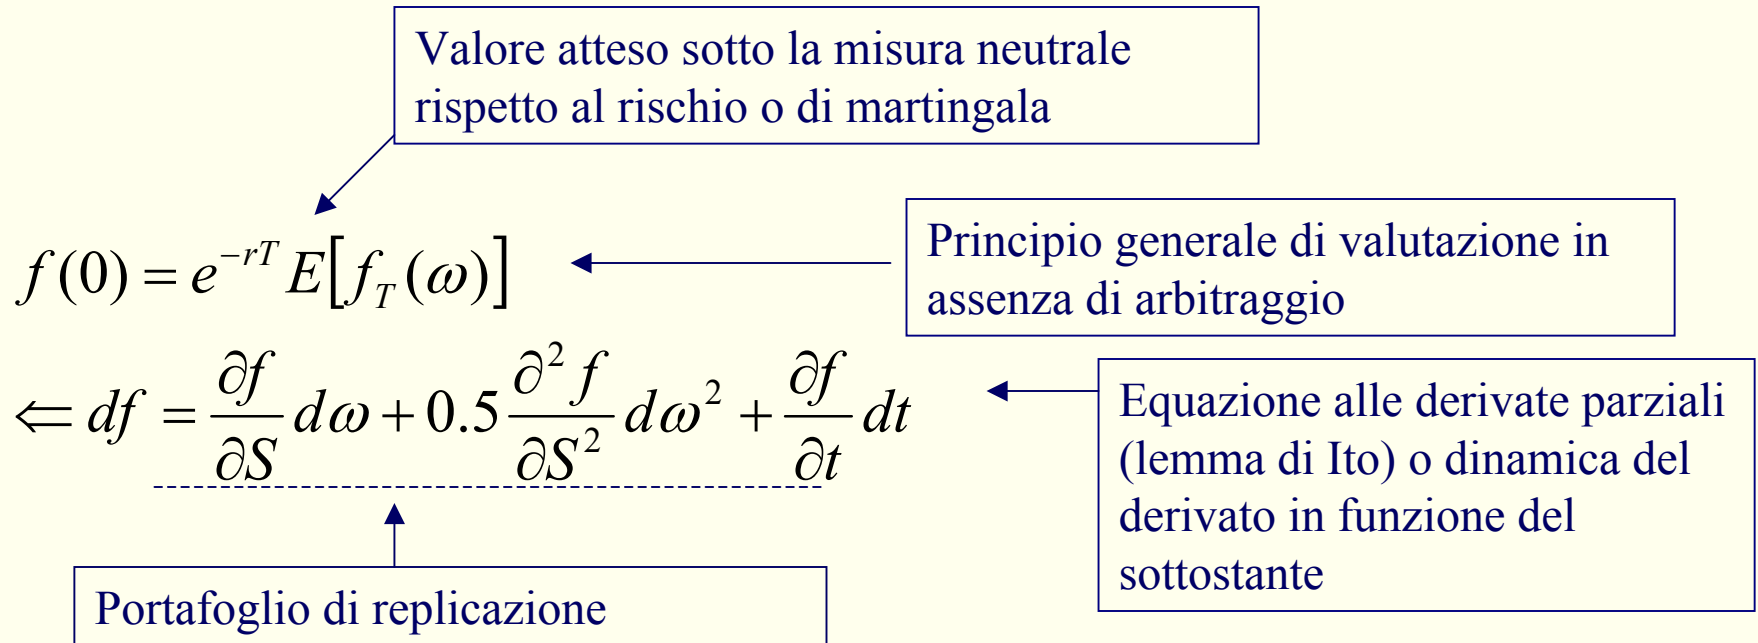 Valore atteso sotto la misura neutrale
rispetto al rischio o di martingala
f(0) = e^{-rT} E[f_T(ω)]
Principio generale di valutazione in
assenza di arbitraggio
⇐ df = ∂f/∂S dω + 0.5 ∂²f/∂S² dω² + ∂f/∂t dt
Equazione alle derivate parziali
(lemma di Ito) o dinamica del
derivato in funzione del
sottostante
Portafoglio di replicazione